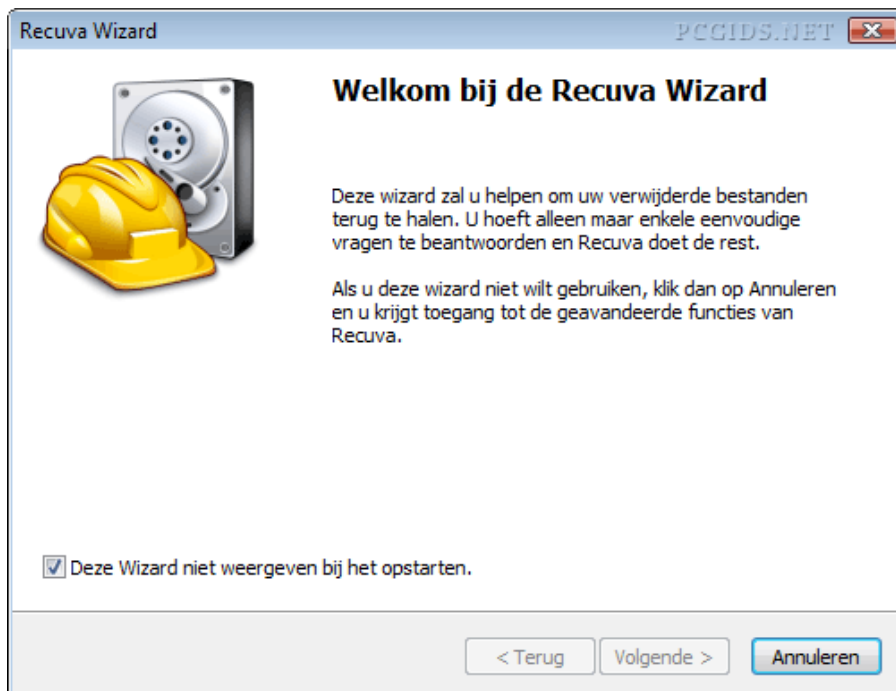 Recuva Wizard
PCGIDS.NET
Welkom bij de Recuva Wizard
Deze wizard zal u helpen om uw verwijderde bestanden
terug te halen. U hoeft alleen maar enkele eenvoudige
vragen te beantwoorden en Recuva doet de rest.
Als u deze wizard niet wilt gebruiken, klik dan op Annuleren
en u krijgt toegang tot de geavandeerde functies van
Recuva.
Deze Wizard niet weergeven bij het opstarten.
< Terug
Volgende >
Annuleren